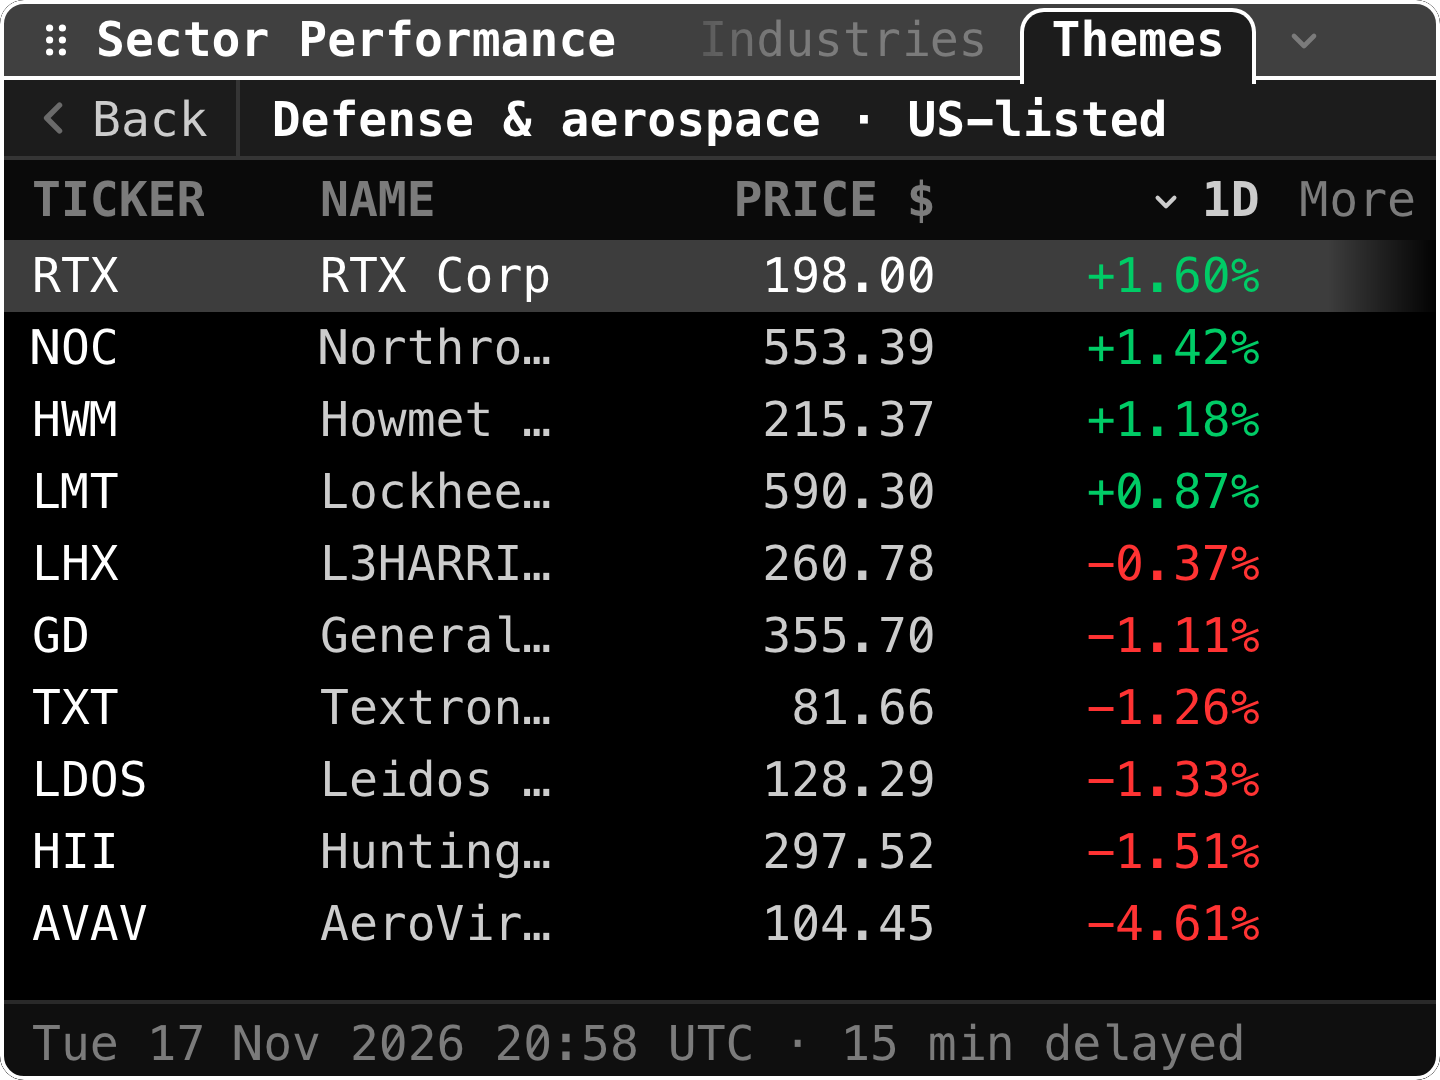 Sector Performance Industries Themes
Back Defense & aerospace · US–listed
TICKER NAME PRICE $ 1D More
RTX RTX Corp 198.00 +1.60%
NOC Northro… 553.39 +1.42%
HWM Howmet … 215.37 +1.18%
LMT Lockhee… 590.30 +0.87%
LHX L3HARRI… 260.78 −0.37%
GD General… 355.70 −1.11%
TXT Textron… 81.66 −1.26%
LDOS Leidos … 128.29 −1.33%
HII Hunting… 297.52 −1.51%
AVAV AeroVir… 104.45 −4.61%
Tue 17 Nov 2026 20:58 UTC · 15 min delayed